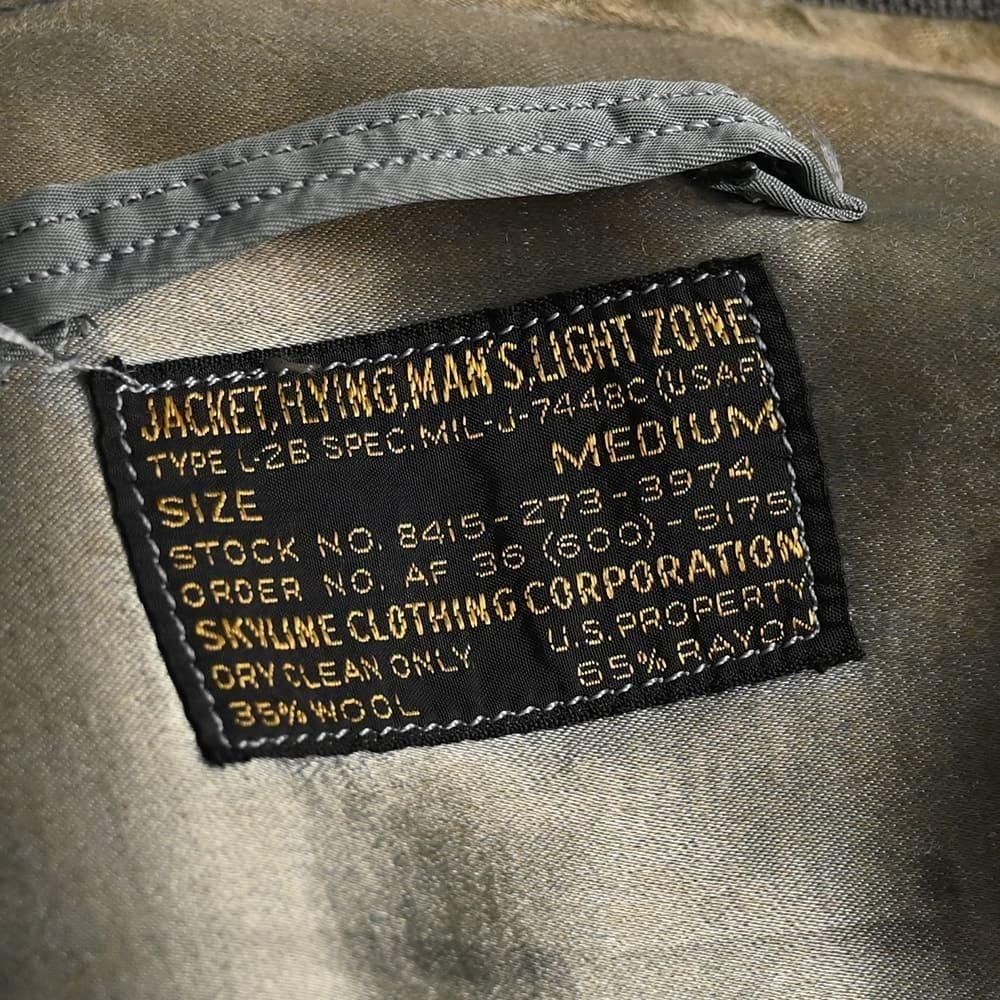 JACKET, FLYING, MAN'S, LIGHT ZONE
TYPE L-2B SPEC. MIL-J-7448C (USAF)
SIZE MEDIUM
STOCK NO. 8415-273-3974
ORDER NO. AF 36 (600)-5175
SKYLINE CLOTHING CORPORATION
DRY CLEAN ONLY U.S. PROPERTY
35% WOOL 65% RAYON